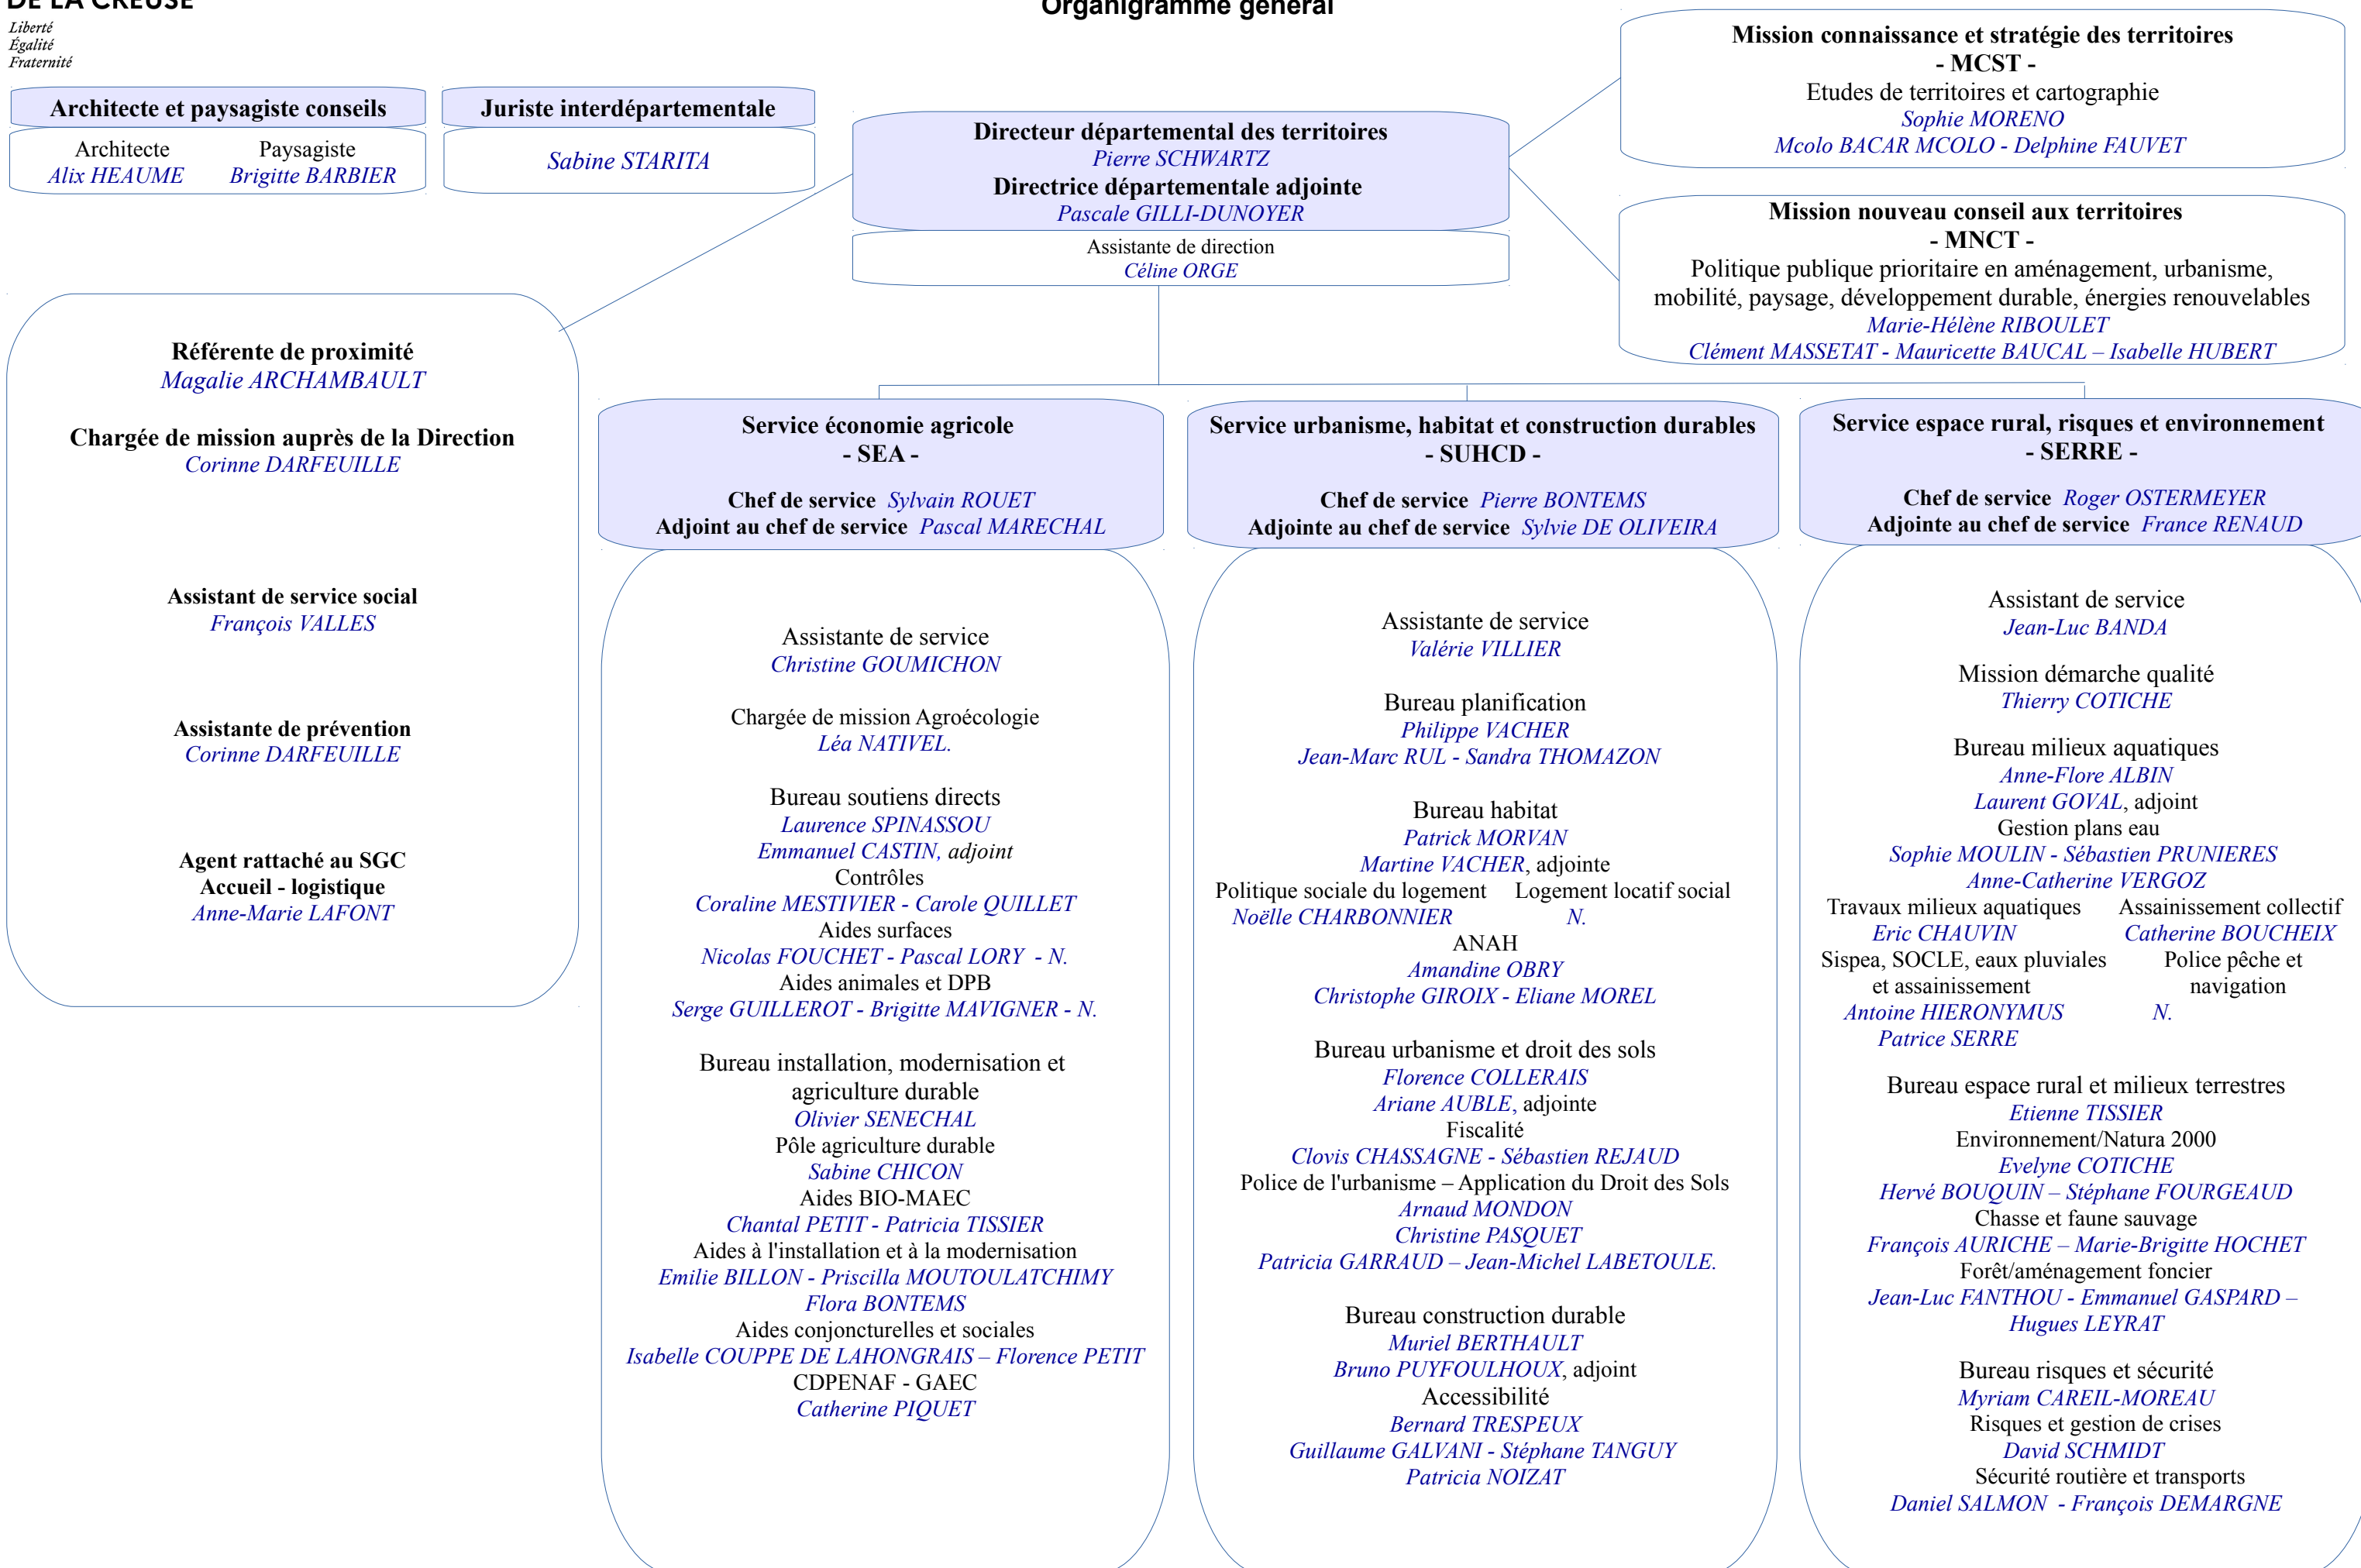 DE LA CREUSE
Liberté
Égalité
Fraternité
Organigramme général
Architecte et paysagiste conseils
Architecte Paysagiste
Alix HEAUME Brigitte BARBIER
Juriste interdépartementale
Sabine STARITA
Directeur départemental des territoires
Pierre SCHWARTZ
Directrice départementale adjointe
Pascale GILLI-DUNOYER
Assistante de direction
Céline ORGE
Mission connaissance et stratégie des territoires
- MCST -
Etudes de territoires et cartographie
Sophie MORENO
Mcolo BACAR MCOLO - Delphine FAUVET
Mission nouveau conseil aux territoires
- MNCT -
Politique publique prioritaire en aménagement, urbanisme,
mobilité, paysage, développement durable, énergies renouvelables
Marie-Hélène RIBOULET
Clément MASSETAT - Mauricette BAUCAL – Isabelle HUBERT
Référente de proximité
Magalie ARCHAMBAULT
Chargée de mission auprès de la Direction
Corinne DARFEUILLE
Assistant de service social
François VALLES
Assistante de prévention
Corinne DARFEUILLE
Agent rattaché au SGC
Accueil - logistique
Anne-Marie LAFONT
Service économie agricole
- SEA -
Chef de service Sylvain ROUET
Adjoint au chef de service Pascal MARECHAL
Assistante de service
Christine GOUMICHON
Chargée de mission Agroécologie
Léa NATIVEL.
Bureau soutiens directs
Laurence SPINASSOU
Emmanuel CASTIN, adjoint
Contrôles
Coraline MESTIVIER - Carole QUILLET
Aides surfaces
Nicolas FOUCHET - Pascal LORY - N.
Aides animales et DPB
Serge GUILLEROT - Brigitte MAVIGNER - N.
Bureau installation, modernisation et
agriculture durable
Olivier SENECHAL
Pôle agriculture durable
Sabine CHICON
Aides BIO-MAEC
Chantal PETIT - Patricia TISSIER
Aides à l'installation et à la modernisation
Emilie BILLON - Priscilla MOUTOULATCHIMY
Flora BONTEMS
Aides conjoncturelles et sociales
Isabelle COUPPE DE LAHONGRAIS – Florence PETIT
CDPENAF - GAEC
Catherine PIQUET
Service urbanisme, habitat et construction durables
- SUHCD -
Chef de service Pierre BONTEMS
Adjointe au chef de service Sylvie DE OLIVEIRA
Assistante de service
Valérie VILLIER
Bureau planification
Philippe VACHER
Jean-Marc RUL - Sandra THOMAZON
Bureau habitat
Patrick MORVAN
Martine VACHER, adjointe
Politique sociale du logement Logement locatif social
Noëlle CHARBONNIER N.
ANAH
Amandine OBRY
Christophe GIROIX - Eliane MOREL
Bureau urbanisme et droit des sols
Florence COLLERAIS
Ariane AUBLE, adjointe
Fiscalité
Clovis CHASSAGNE - Sébastien REJAUD
Police de l'urbanisme – Application du Droit des Sols
Arnaud MONDON
Christine PASQUET
Patricia GARRAUD – Jean-Michel LABETOULE.
Bureau construction durable
Muriel BERTHAULT
Bruno PUYFOULHOUX, adjoint
Accessibilité
Bernard TRESPEUX
Guillaume GALVANI - Stéphane TANGUY
Patricia NOIZAT
Service espace rural, risques et environnement
- SERRE -
Chef de service Roger OSTERMEYER
Adjointe au chef de service France RENAUD
Assistant de service
Jean-Luc BANDA
Mission démarche qualité
Thierry COTICHE
Bureau milieux aquatiques
Anne-Flore ALBIN
Laurent GOVAL, adjoint
Gestion plans eau
Sophie MOULIN - Sébastien PRUNIERES
Anne-Catherine VERGOZ
Travaux milieux aquatiques Assainissement collectif
Eric CHAUVIN Catherine BOUCHEIX
Sispea, SOCLE, eaux pluviales Police pêche et
et assainissement navigation
Antoine HIERONYMUS N.
Patrice SERRE
Bureau espace rural et milieux terrestres
Etienne TISSIER
Environnement/Natura 2000
Evelyne COTICHE
Hervé BOUQUIN – Stéphane FOURGEAUD
Chasse et faune sauvage
François AURICHE – Marie-Brigitte HOCHET
Forêt/aménagement foncier
Jean-Luc FANTHOU - Emmanuel GASPARD –
Hugues LEYRAT
Bureau risques et sécurité
Myriam CAREIL-MOREAU
Risques et gestion de crises
David SCHMIDT
Sécurité routière et transports
Daniel SALMON - François DEMARGNE